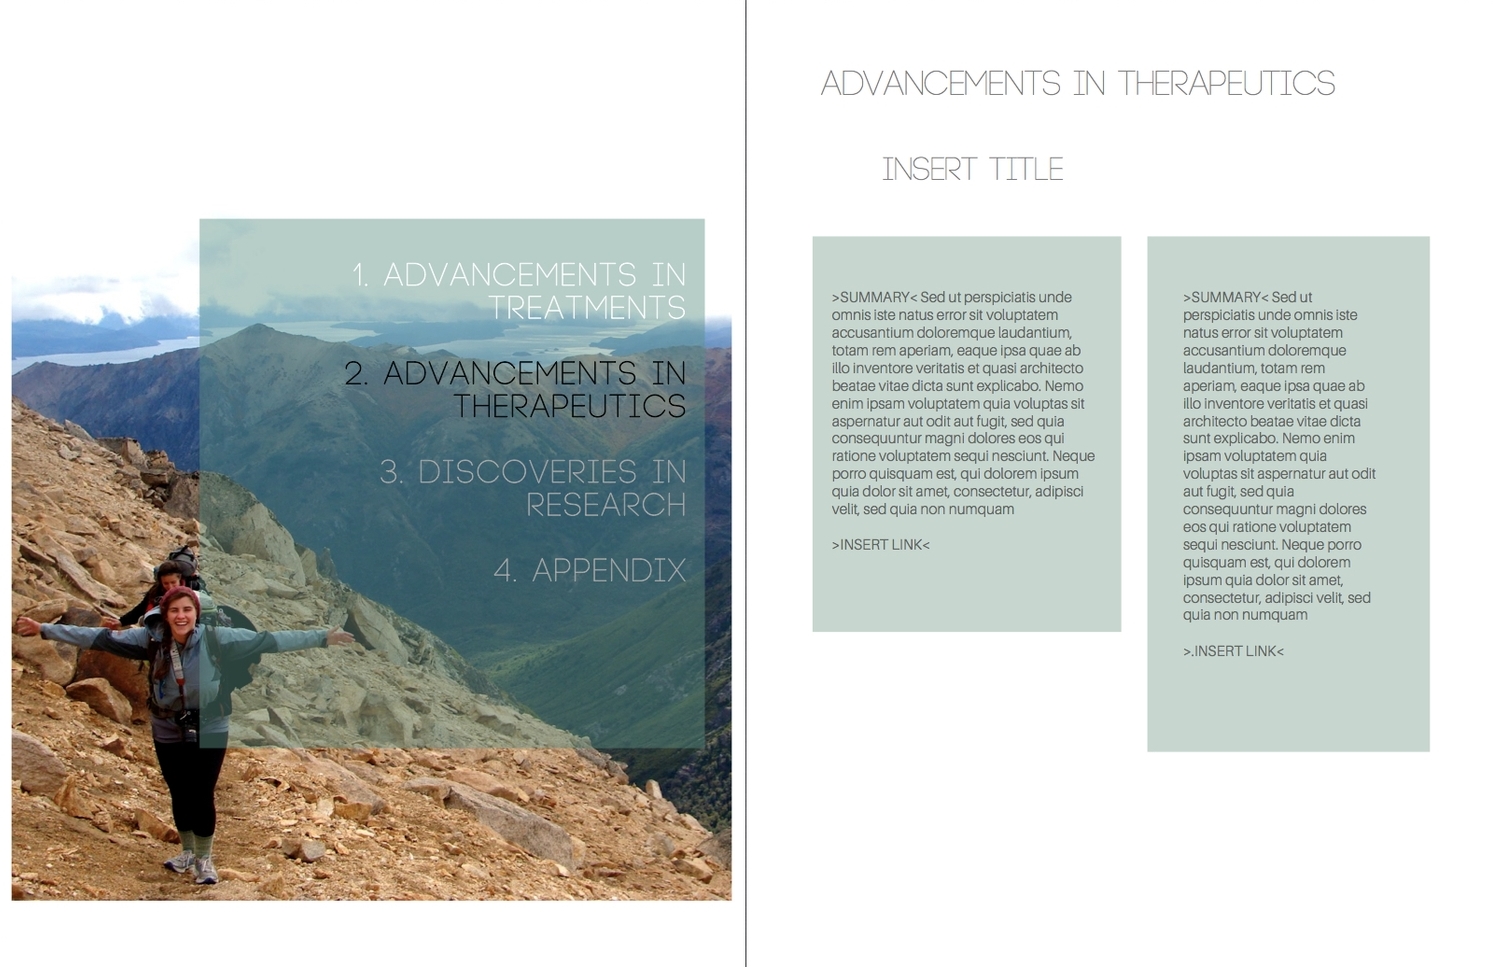 1. ADVANCEMENTS IN
TREATMENTS
2. ADVANCEMENTS IN
THERAPEUTICS
3. DISCOVERIES IN
RESEARCH
4. APPENDIX
ADVANCEMENTS IN THERAPEUTICS
INSERT TITLE
>SUMMARY< Sed ut perspiciatis unde
omnis iste natus error sit voluptatem
accusantium doloremque laudantium,
totam rem aperiam, eaque ipsa quae ab
illo inventore veritatis et quasi architecto
beatae vitae dicta sunt explicabo. Nemo
enim ipsam voluptatem quia voluptas sit
aspernatur aut odit aut fugit, sed quia
consequuntur magni dolores eos qui
ratione voluptatem sequi nesciunt. Neque
porro quisquam est, qui dolorem ipsum
quia dolor sit amet, consectetur, adipisci
velit, sed quia non numquam
>INSERT LINK<
>SUMMARY< Sed ut
perspiciatis unde omnis iste
natus error sit voluptatem
accusantium doloremque
laudantium, totam rem
aperiam, eaque ipsa quae ab
illo inventore veritatis et quasi
architecto beatae vitae dicta
sunt explicabo. Nemo enim
ipsam voluptatem quia
voluptas sit aspernatur aut odit
aut fugit, sed quia
consequuntur magni dolores
eos qui ratione voluptatem
sequi nesciunt. Neque porro
quisquam est, qui dolorem
ipsum quia dolor sit amet,
consectetur, adipisci velit, sed
quia non numquam
>.INSERT LINK<